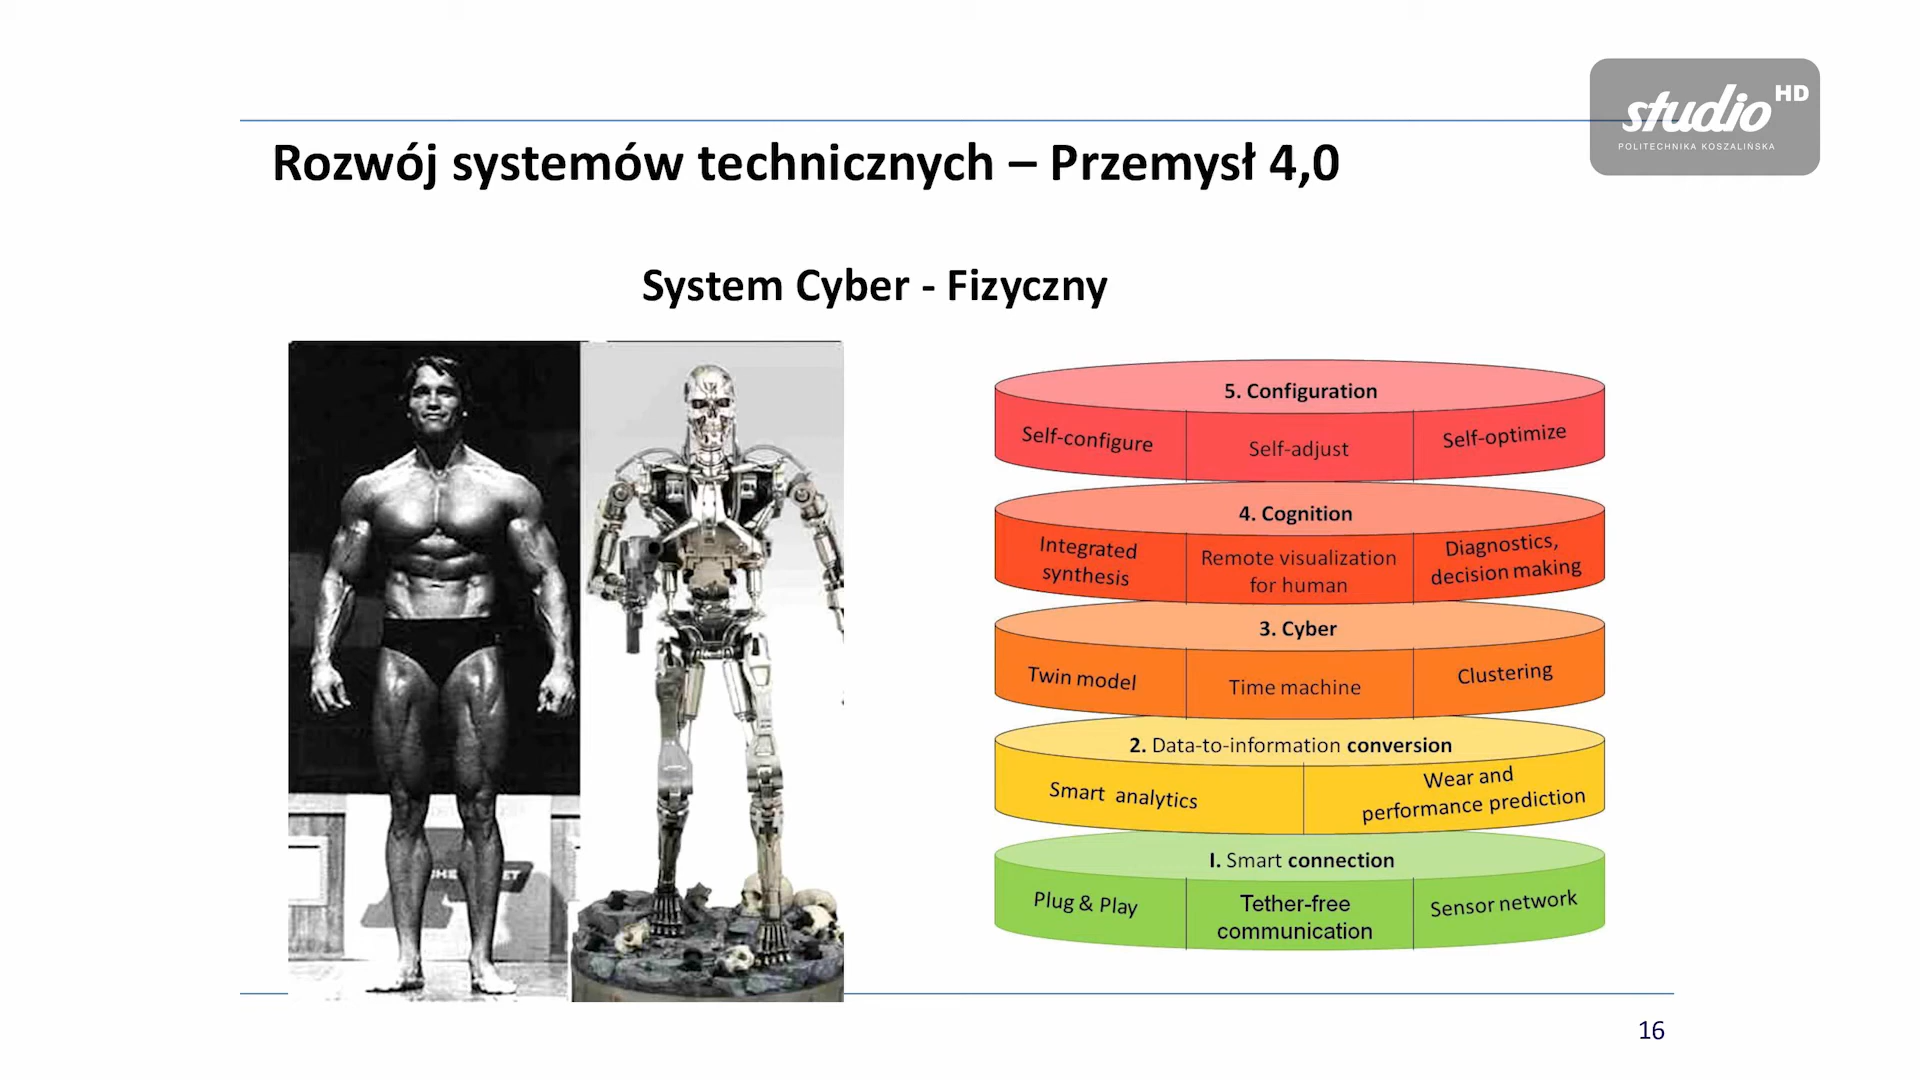 studio HD
POLITECHNIKA KOSZALIŃSKA
Rozwój systemów technicznych – Przemysł 4,0
System Cyber - Fizyczny
5. Configuration
Self-configure
Self-adjust
Self-optimize
4. Cognition
Integrated
synthesis
Remote visualization
for human
Diagnostics,
decision making
3. Cyber
Twin model
Time machine
Clustering
2. Data-to-information conversion
Smart analytics
Wear and
performance prediction
I. Smart connection
Plug & Play
Tether-free
communication
Sensor network
16